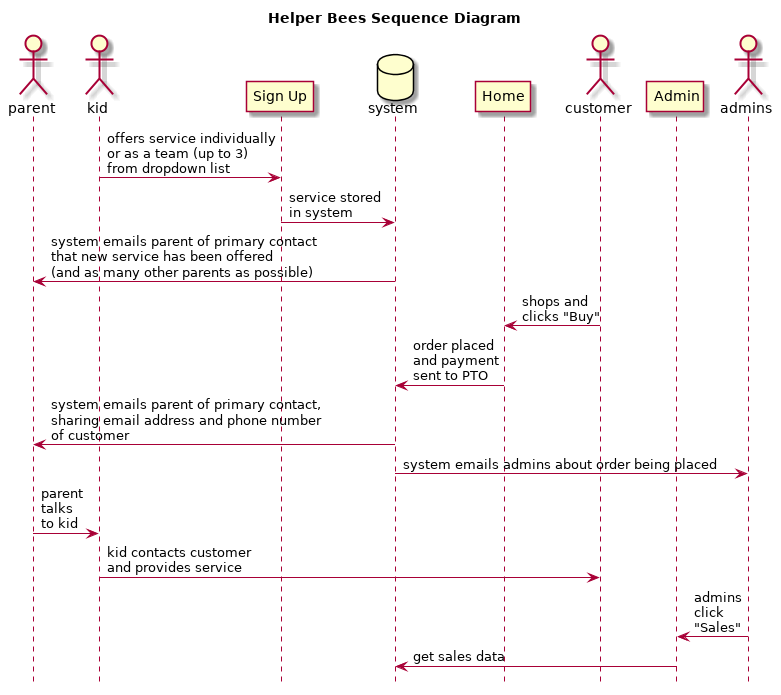 Helper Bees Sequence Diagram
parent
kid
Sign Up
system
Home
customer
Admin
admins
offers service individually
or as a team (up to 3)
from dropdown list
service stored
in system
system emails parent of primary contact
that new service has been offered
(and as many other parents as possible)
shops and
clicks "Buy"
order placed
and payment
sent to PTO
system emails parent of primary contact,
sharing email address and phone number
of customer
system emails admins about order being placed
parent
talks
to kid
kid contacts customer
and provides service
admins
click
"Sales"
get sales data